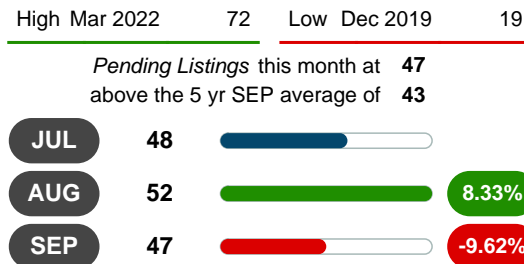 High Mar 2022 72 Low Dec 2019 19
Pending Listings this month at 47
above the 5 yr SEP average of 43
JUL 48
AUG 52 8.33%
SEP 47 -9.62%